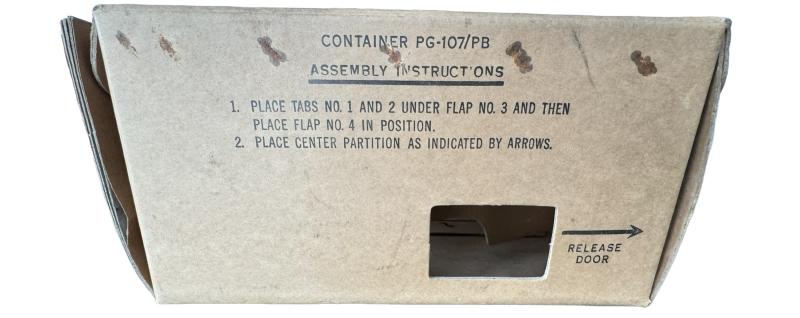 CONTAINER PG-107/PB
ASSEMBLY INSTRUCTIONS
1. PLACE TABS NO. 1 AND 2 UNDER FLAP NO. 3 AND THEN
PLACE FLAP NO. 4 IN POSITION.
2. PLACE CENTER PARTITION AS INDICATED BY ARROWS.
RELEASE
DOOR